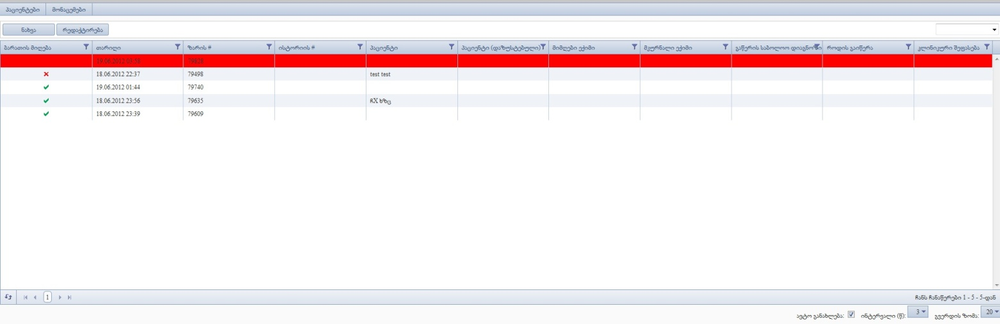 პაციენტები მონაცემები
ნახვა რედაქტირება
ბარათის მიღება თარიღი ზარის # ისტორიის # პაციენტი პაციენტი (დაზუსტებული) მიმღები ექიმი მკურნალი ექიმი გაწერის საბოლოო დიაგნოზი როდის გაიწერა კლინიკური შეფასება
19.06.2012 03:58 79828
18.06.2012 22:37 79498 test test
19.06.2012 01:44 79740
18.06.2012 23:56 79635 ჩX ხზც
18.06.2012 23:39 79609
1 ჩანს ჩანაწერები 1 - 5 - 5-დან
ავტო განახლება: ინტერვალი (წ): 3 გვერდის ზომა: 20